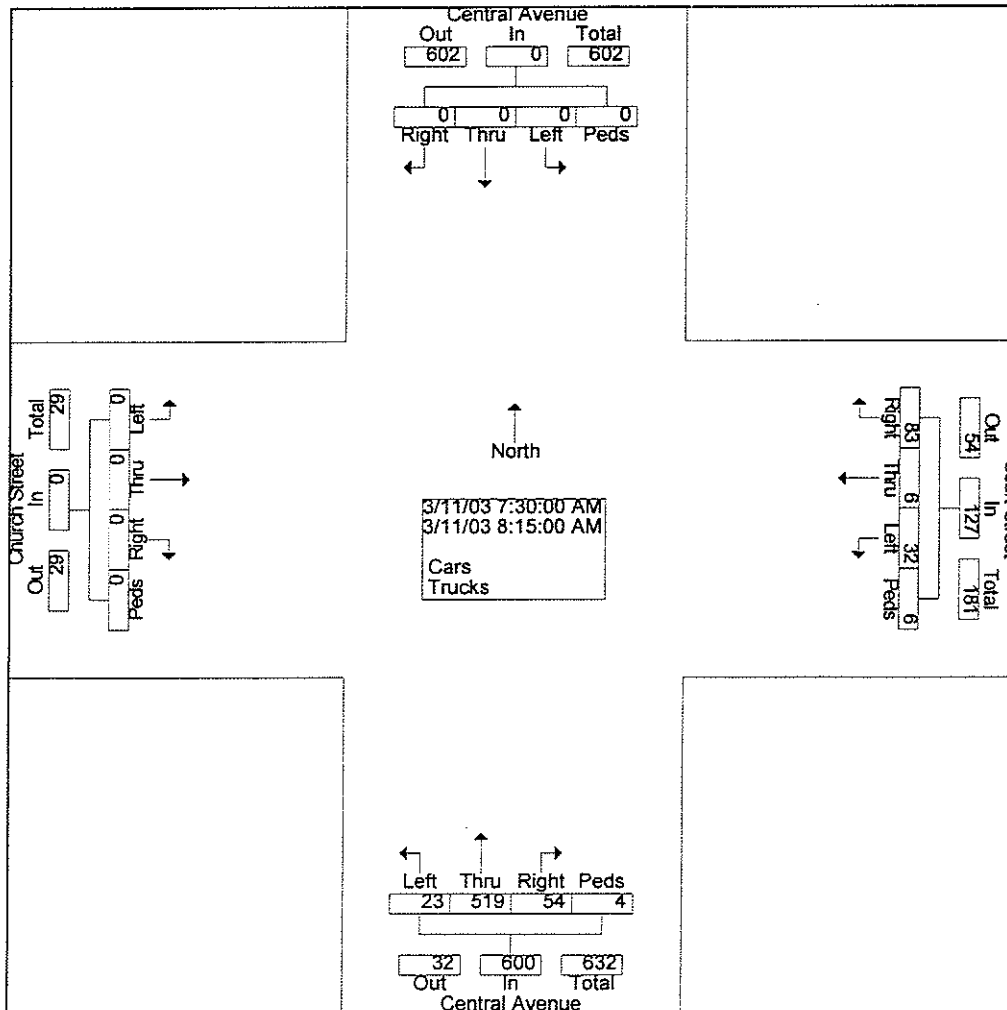 Central Avenue
Out In Total
602 0 602
0 0 0 0
Right Thru Left Peds
Total In Out
29 0 29
Church Street
0 0 0 0
Left Thru Right Peds
North
3/11/03 7:30:00 AM
3/11/03 8:15:00 AM
Cars
Trucks
Out In Total
54 127 181
83 6 32 6
Right Thru Left Peds
Left Thru Right Peds
23 519 54 4
32 600 632
Out In Total
Central Avenue